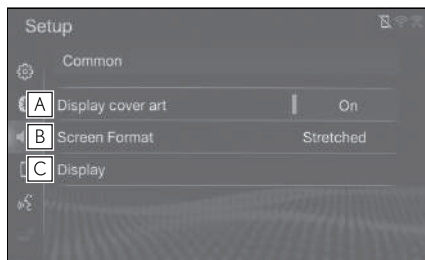 Setup
Common
A Display cover art On
B Screen Format Stretched
C Display